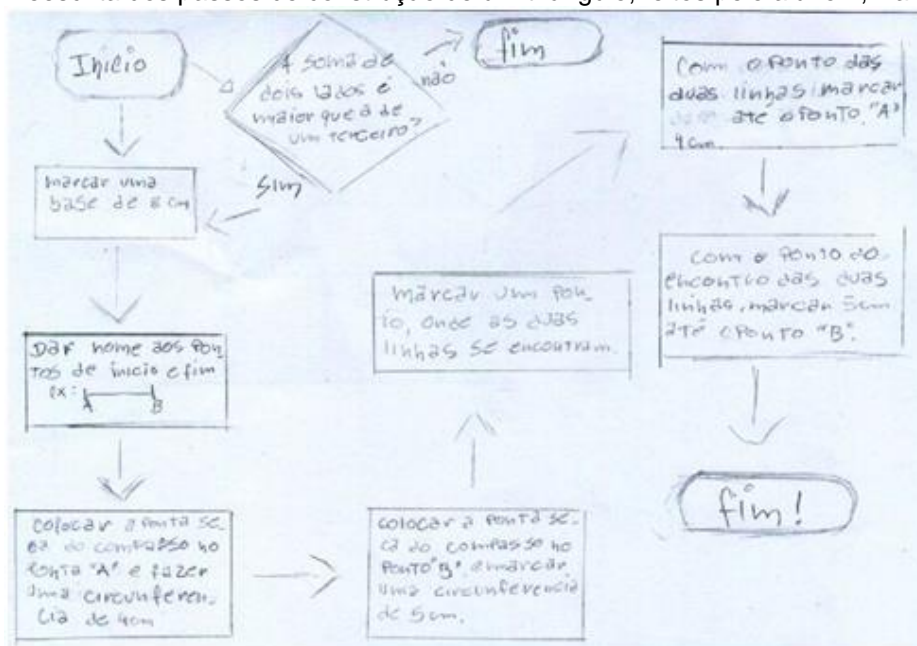 Início
A soma de
dois lados é
maior que a de
um terceiro?
não
fim
Sim
marcar uma
base de 8 cm
Dar nome aos pon
tos de inicio e fim
ex:
A B
colocar a ponta se
ca do compasso no
ponta "A" e fazer
uma circunferen
cia de 4cm
colocar a ponta se
ca do compasso no
Ponto "B" e marcar
uma circunferencia
de 5cm.
marcar um pon
to, onde as duas
linhas se encontram.
Com o ponto das
duas linhas marcar
até o ponto "A"
4cm.
Com o ponto do
encontro das duas
linhas, marcar 5cm
até o ponto "B".
fim!